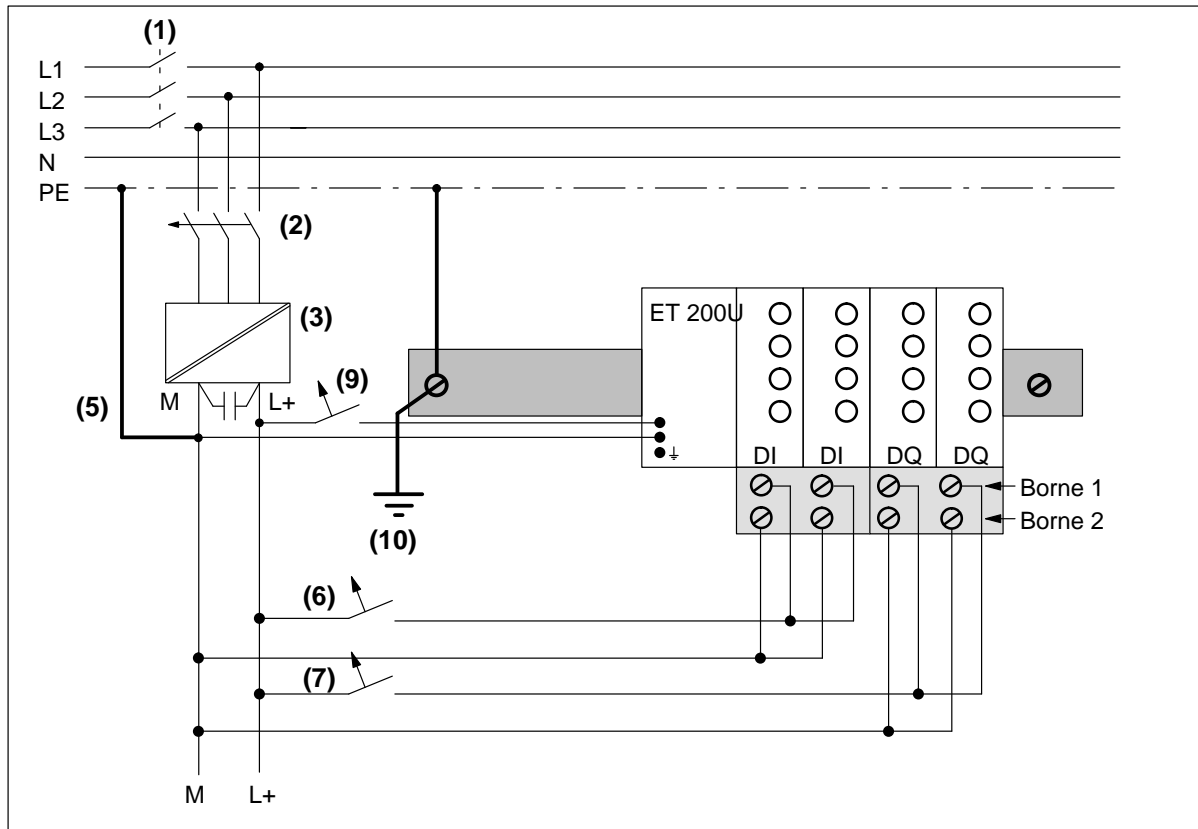 (1)
L1
L2
L3
N
PE
(2)
ET 200U
(3)
(9)
M
L+
(5)
DI DI DQ DQ
Borne 1
Borne 2
(10)
(6)
(7)
M
L+